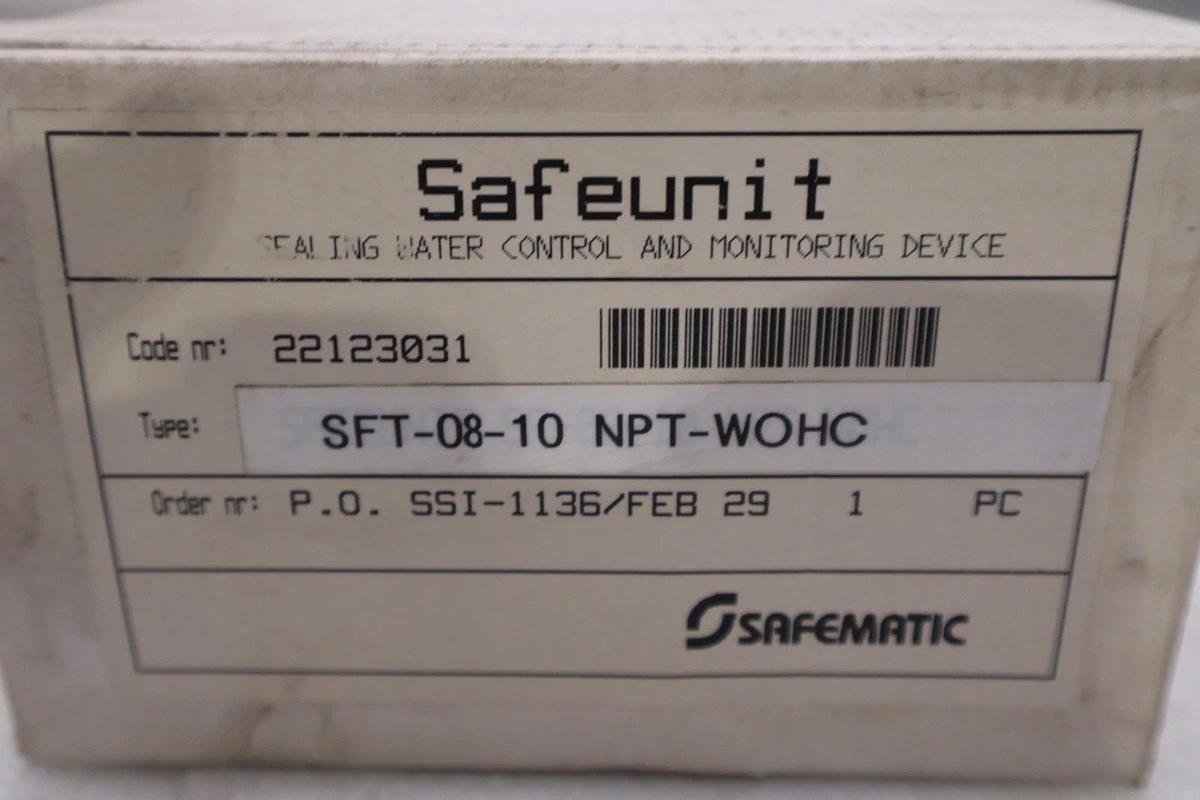 Safeunit
SEALING WATER CONTROL AND MONITORING DEVICE
Code nr: 22123031
Type: SFT-08-10 NPT-WOHC
Order nr: P.O. SSI-1136/FEB 29 1 PC
SAFEMATIC